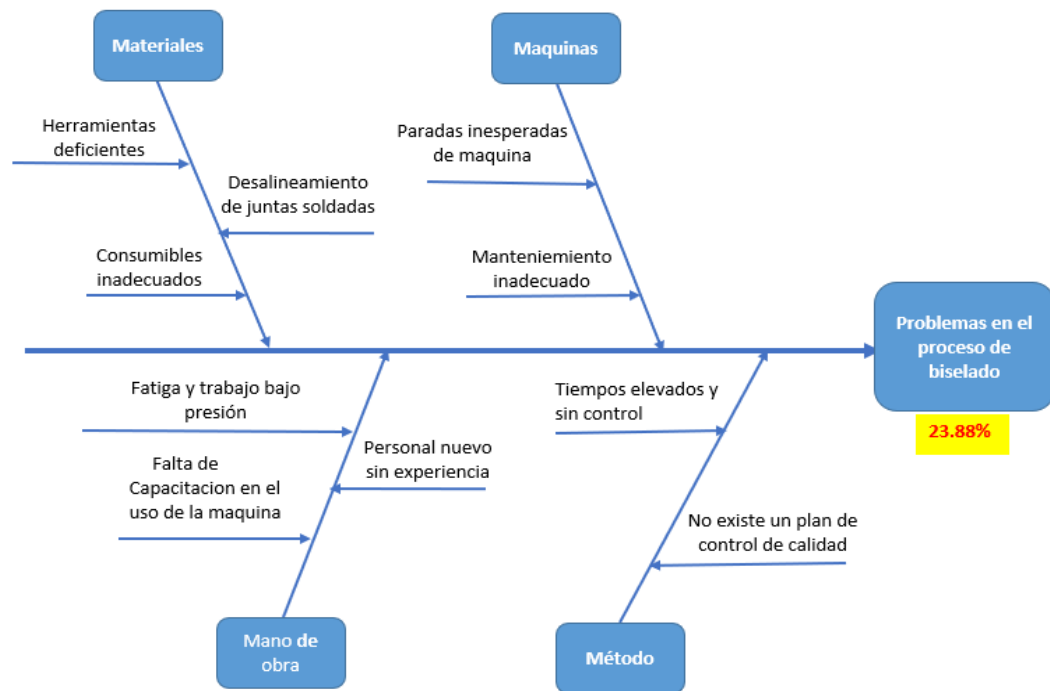 Materiales
Maquinas
Herramientas
deficientes
Desalineamiento
de juntas soldadas
Consumibles
inadecuados
Paradas inesperadas
de maquina
Manteniemiento
inadecuado
Problemas en el
proceso de
biselado
23.88%
Fatiga y trabajo bajo
presión
Personal nuevo
sin experiencia
Falta de
Capacitacion en el
uso de la maquina
Tiempos elevados y
sin control
No existe un plan de
control de calidad
Mano de
obra
Método